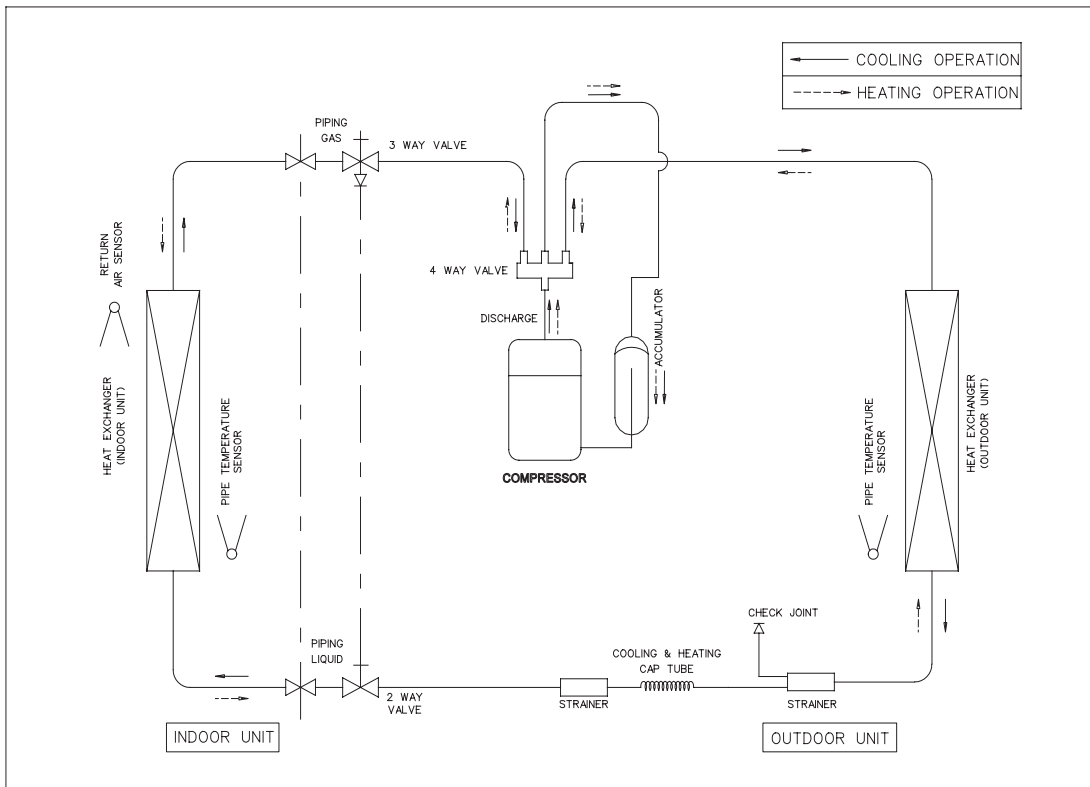 COOLING OPERATION
HEATING OPERATION
PIPING
GAS
3 WAY VALVE
RETURN
AIR SENSOR
4 WAY VALVE
DISCHARGE
ACCUMULATOR
HEAT EXCHANGER
(INDOOR UNIT)
PIPE TEMPERATURE
SENSOR
COMPRESSOR
PIPE TEMPERATURE
SENSOR
HEAT EXCHANGER
(OUTDOOR UNIT)
CHECK JOINT
PIPING
LIQUID
COOLING & HEATING
CAP TUBE
2 WAY
VALVE
STRAINER
STRAINER
INDOOR UNIT
OUTDOOR UNIT